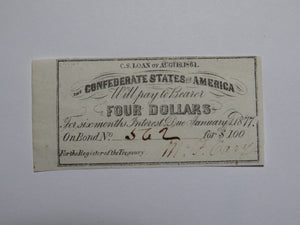 C.S. LOAN OF AUG. 19, 1861.
THE CONFEDERATE STATES OF AMERICA
Will pay to Bearer
FOUR DOLLARS
For six months Interest Due January 1, 1877.
On Bond No. 562 for $100
For the Register of the Treasury